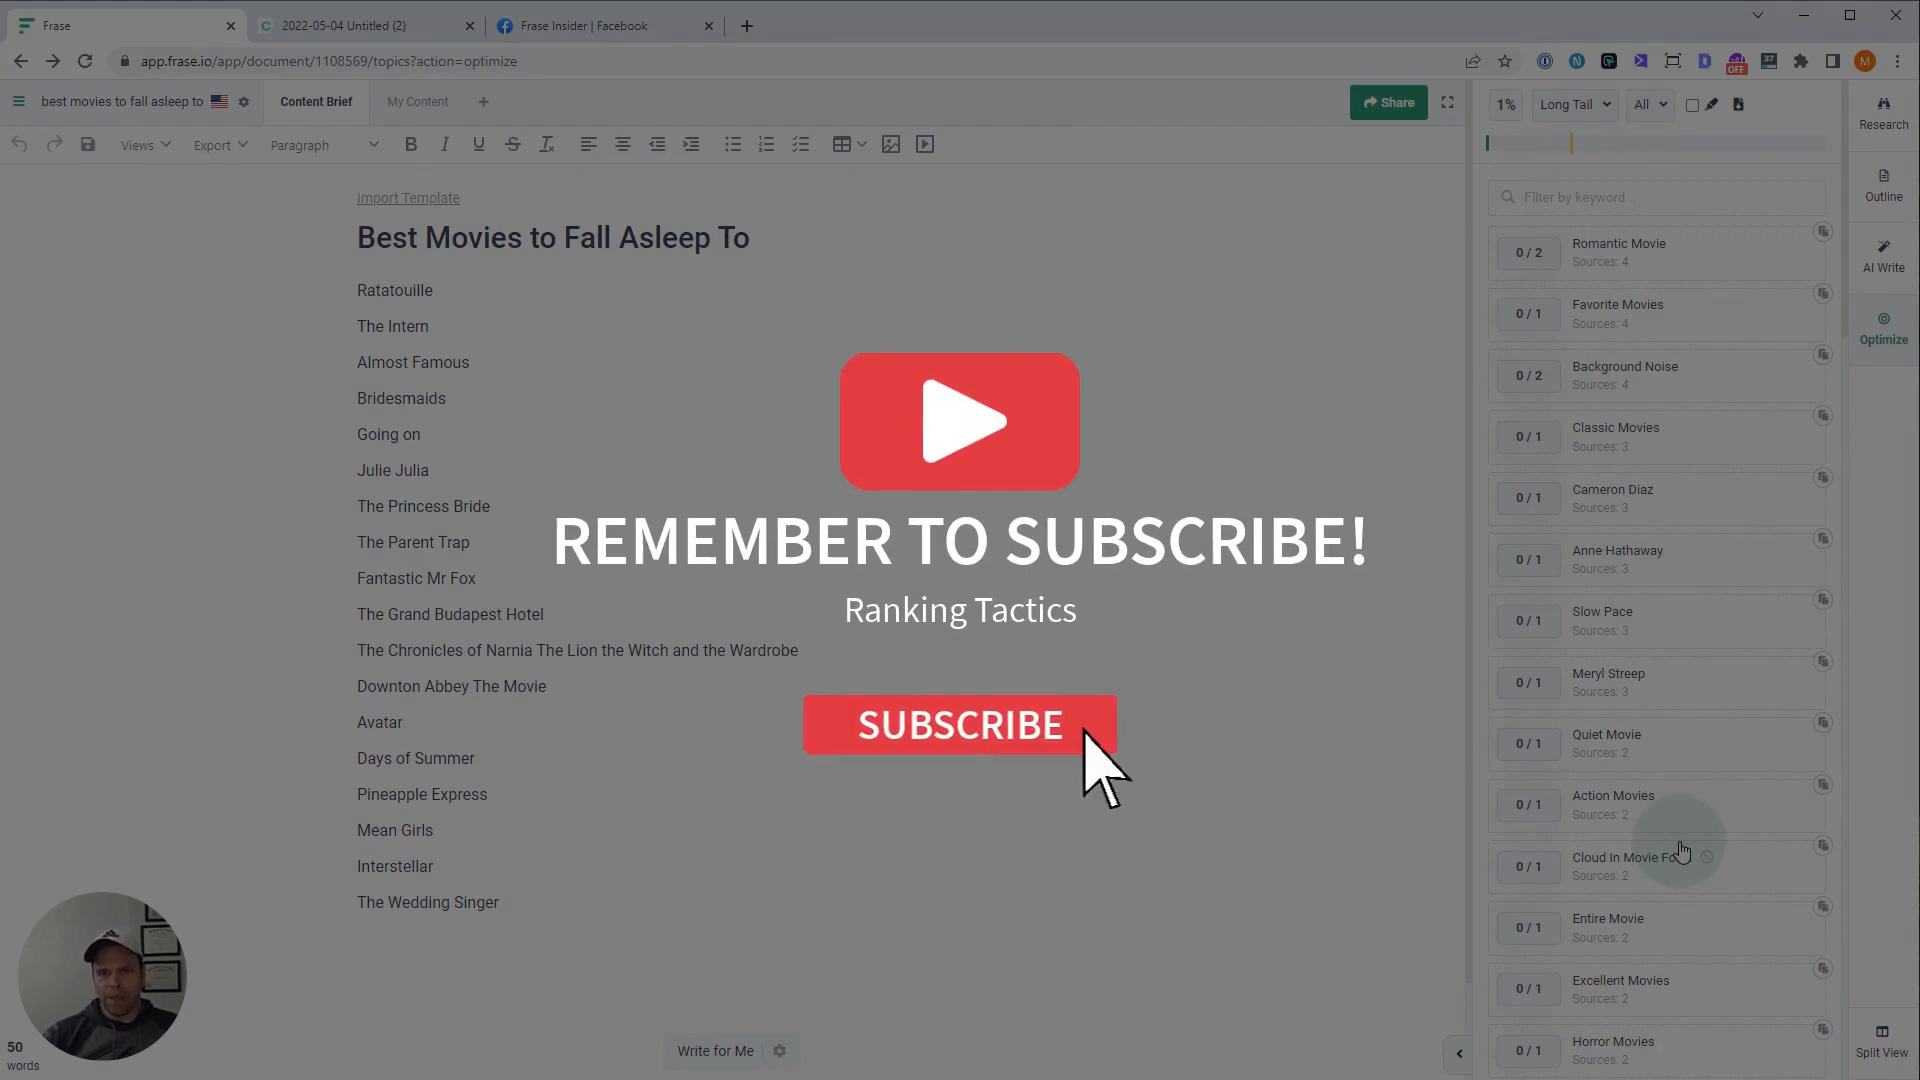 Frase
2022-05-04 Untitled (2)
Frase Insider | Facebook
app.frase.io/app/document/1108569/topics?action=optimize
OFF
37
M
best movies to fall asleep to
Content Brief
My Content
Share
1%
Long Tail
All
Research
Views
Export
Paragraph
Outline
AI Write
Optimize
Split View
Import Template
Best Movies to Fall Asleep To
Ratatouille
The Intern
Almost Famous
Bridesmaids
Going on
Julie Julia
The Princess Bride
The Parent Trap
Fantastic Mr Fox
The Grand Budapest Hotel
The Chronicles of Narnia The Lion the Witch and the Wardrobe
Downton Abbey The Movie
Avatar
Days of Summer
Pineapple Express
Mean Girls
Interstellar
The Wedding Singer
REMEMBER TO SUBSCRIBE!
Ranking Tactics
SUBSCRIBE
Filter by keyword...
0 / 2 Romantic Movie
Sources: 4
0 / 1 Favorite Movies
Sources: 4
0 / 2 Background Noise
Sources: 4
0 / 1 Classic Movies
Sources: 3
0 / 1 Cameron Diaz
Sources: 3
0 / 1 Anne Hathaway
Sources: 3
0 / 1 Slow Pace
Sources: 3
0 / 1 Meryl Streep
Sources: 3
0 / 1 Quiet Movie
Sources: 2
0 / 1 Action Movies
Sources: 2
0 / 1 Cloud In Movie
Sources: 2
0 / 1 Entire Movie
Sources: 2
0 / 1 Excellent Movies
Sources: 2
0 / 1 Horror Movies
Sources: 2
50
words
Write for Me